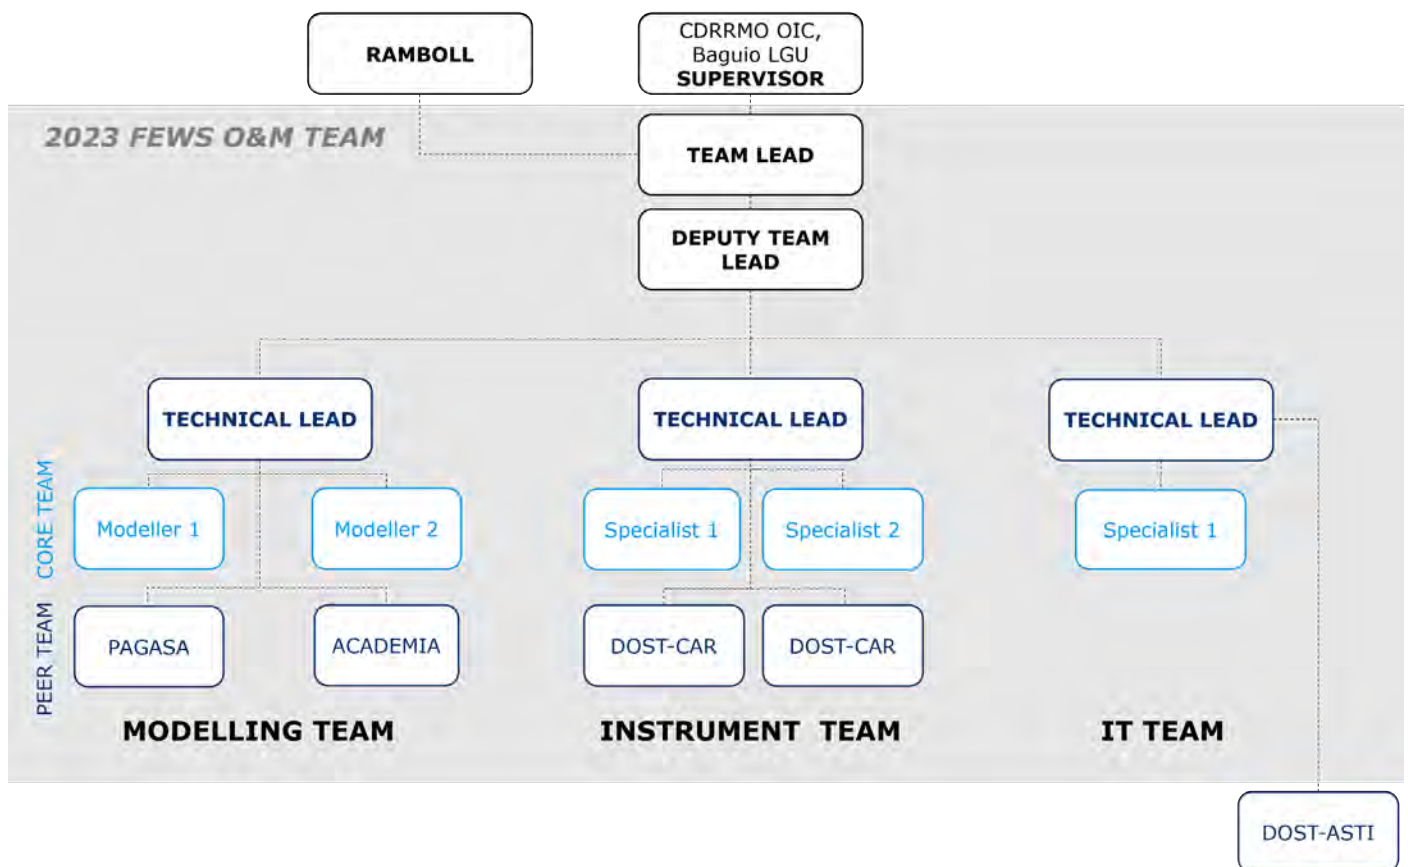 RAMBOLL
CDRRMO OIC,
Baguio LGU
SUPERVISOR
2023 FEWS O&M TEAM
TEAM LEAD
DEPUTY TEAM
LEAD
TECHNICAL LEAD
TECHNICAL LEAD
TECHNICAL LEAD
CORE TEAM
Modeller 1
Modeller 2
Specialist 1
Specialist 2
Specialist 1
PEER TEAM
PAGASA
ACADEMIA
DOST-CAR
DOST-CAR
MODELLING TEAM
INSTRUMENT TEAM
IT TEAM
DOST-ASTI